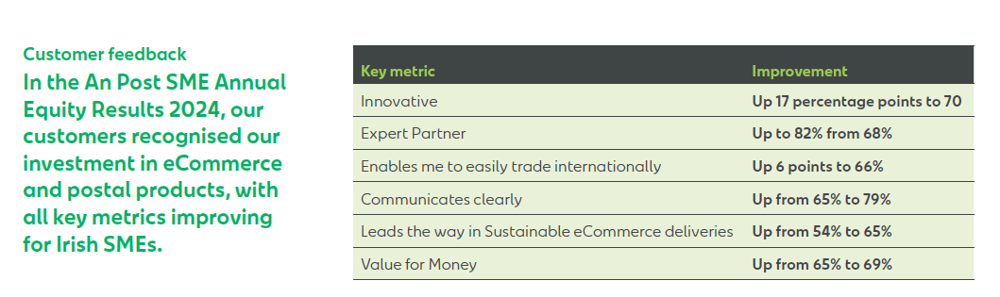 Customer feedback
In the An Post SME Annual
Equity Results 2024, our
customers recognised our
investment in eCommerce
and postal products, with
all key metrics improving
for Irish SMEs.
Key metric Improvement
Innovative Up 17 percentage points to 70
Expert Partner Up to 82% from 68%
Enables me to easily trade internationally Up 6 points to 66%
Communicates clearly Up from 65% to 79%
Leads the way in Sustainable eCommerce deliveries Up from 54% to 65%
Value for Money Up from 65% to 69%